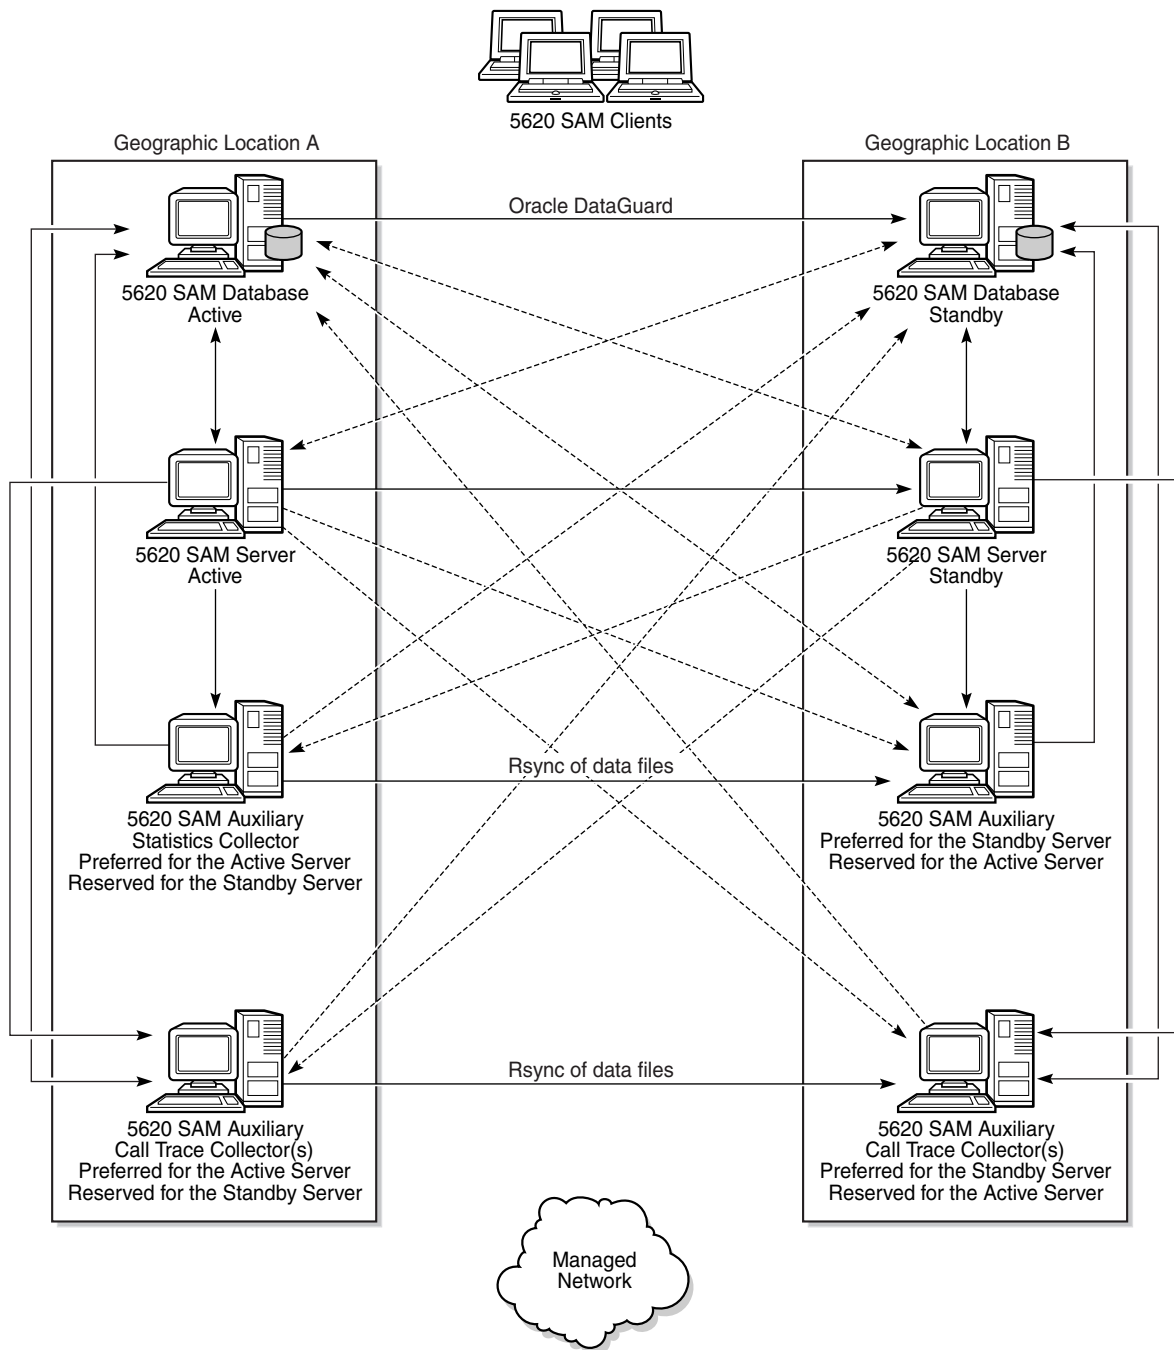 5620 SAM Clients
Geographic Location A
Geographic Location B
Oracle DataGuard
5620 SAM Database
Active
5620 SAM Database
Standby
5620 SAM Server
Active
5620 SAM Server
Standby
Rsync of data files
5620 SAM Auxiliary
Statistics Collector
Preferred for the Active Server
Reserved for the Standby Server
5620 SAM Auxiliary
Preferred for the Standby Server
Reserved for the Active Server
Rsync of data files
5620 SAM Auxiliary
Call Trace Collector(s)
Preferred for the Active Server
Reserved for the Standby Server
5620 SAM Auxiliary
Call Trace Collector(s)
Preferred for the Standby Server
Reserved for the Active Server
Managed
Network